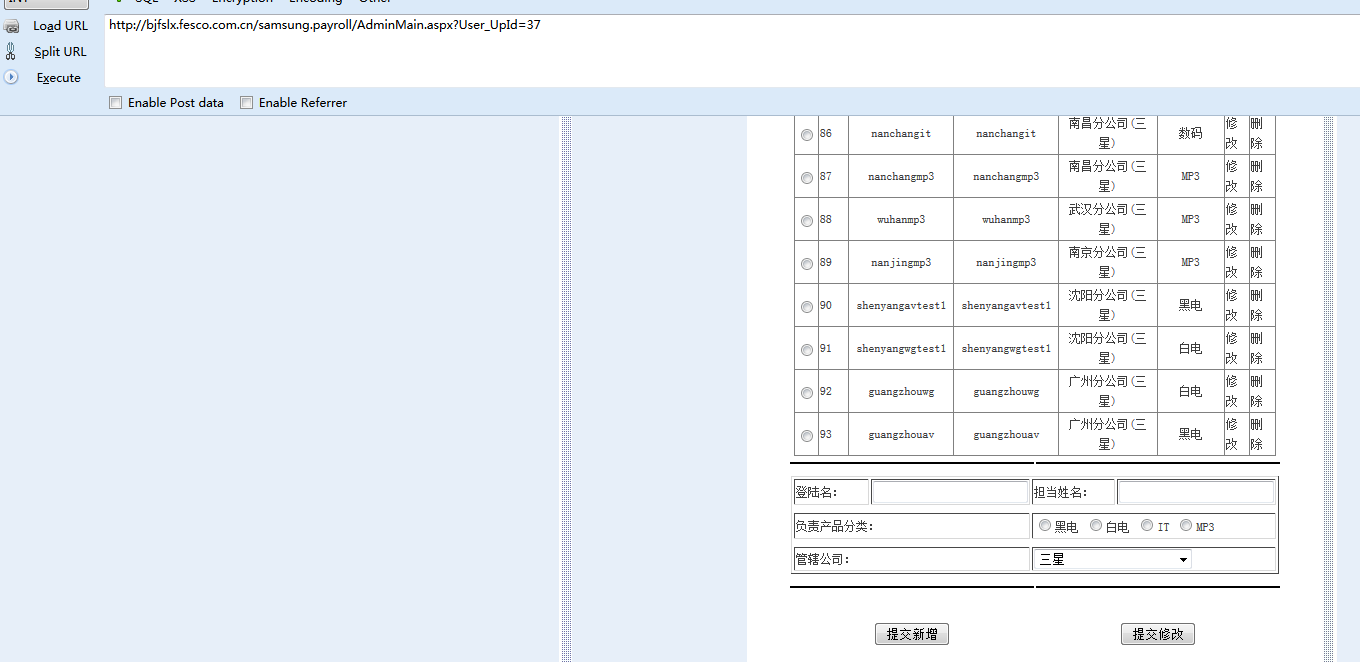 INT SQL XSS Encryption Encoding Other
Load URL http://bjfslx.fesco.com.cn/samsung.payroll/AdminMain.aspx?User_UpId=37
Split URL
Execute
Enable Post data Enable Referrer
86 nanchangit nanchangit 南昌分公司(三星) 数码 修改 删除
87 nanchangmp3 nanchangmp3 南昌分公司(三星) MP3 修改 删除
88 wuhanmp3 wuhanmp3 武汉分公司(三星) MP3 修改 删除
89 nanjingmp3 nanjingmp3 南京分公司(三星) MP3 修改 删除
90 shenyangavtest1 shenyangavtest1 沈阳分公司(三星) 黑电 修改 删除
91 shenyangwgtest1 shenyangwgtest1 沈阳分公司(三星) 白电 修改 删除
92 guangzhouwg guangzhouwg 广州分公司(三星) 白电 修改 删除
93 guangzhouav guangzhouav 广州分公司(三星) 黑电 修改 删除
登陆名: 担当姓名:
负责产品分类: 黑电 白电 IT MP3
管辖公司: 三星
提交新增 提交修改